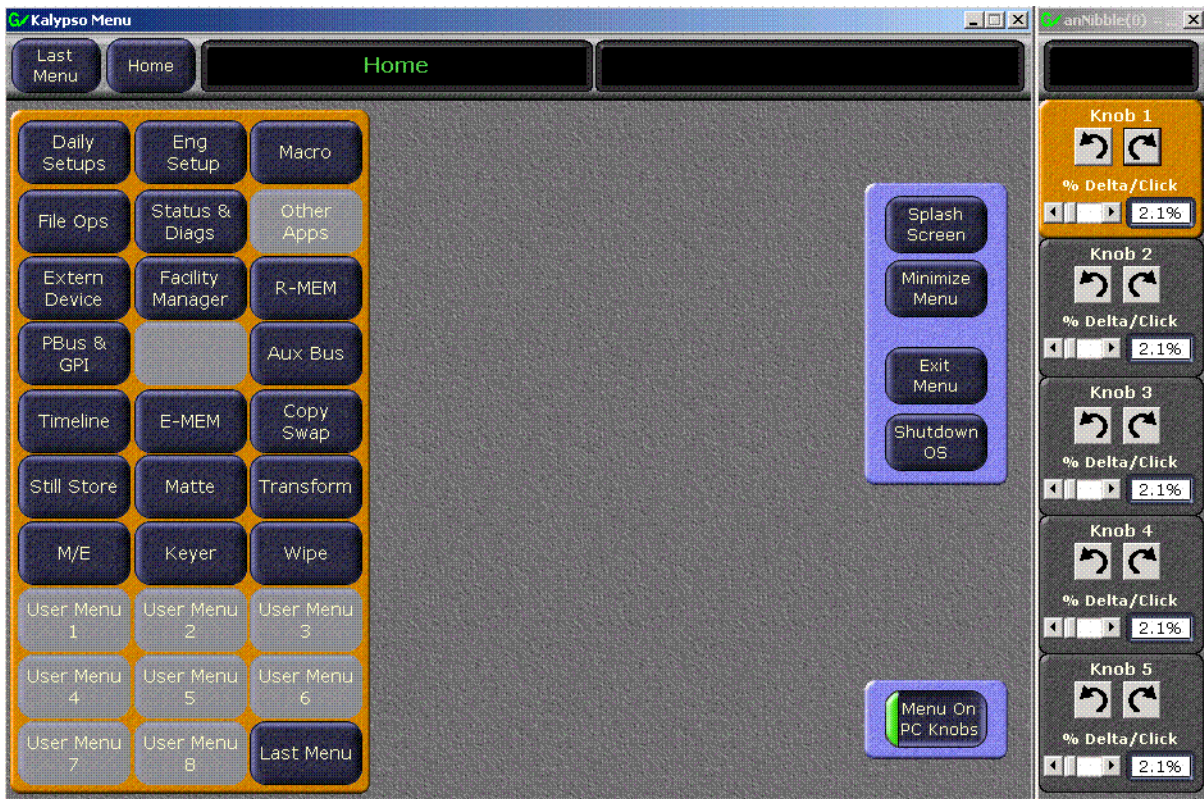 Kalypso Menu
Last
Menu
Home
Home
Daily
Setups
Eng
Setup
Macro
File Ops
Status &
Diags
Other
Apps
Extern
Device
Facility
Manager
R-MEM
PBus &
GPI
Aux Bus
Timeline
E-MEM
Copy
Swap
Still Store
Matte
Transform
M/E
Keyer
Wipe
User Menu
1
User Menu
2
User Menu
3
User Menu
4
User Menu
5
User Menu
6
User Menu
7
User Menu
8
Last Menu
Splash
Screen
Minimize
Menu
Exit
Menu
Shutdown
OS
Menu On
PC Knobs
anNibble(0) = ...
Knob 1
% Delta/Click
2.1%
Knob 2
% Delta/Click
2.1%
Knob 3
% Delta/Click
2.1%
Knob 4
% Delta/Click
2.1%
Knob 5
% Delta/Click
2.1%